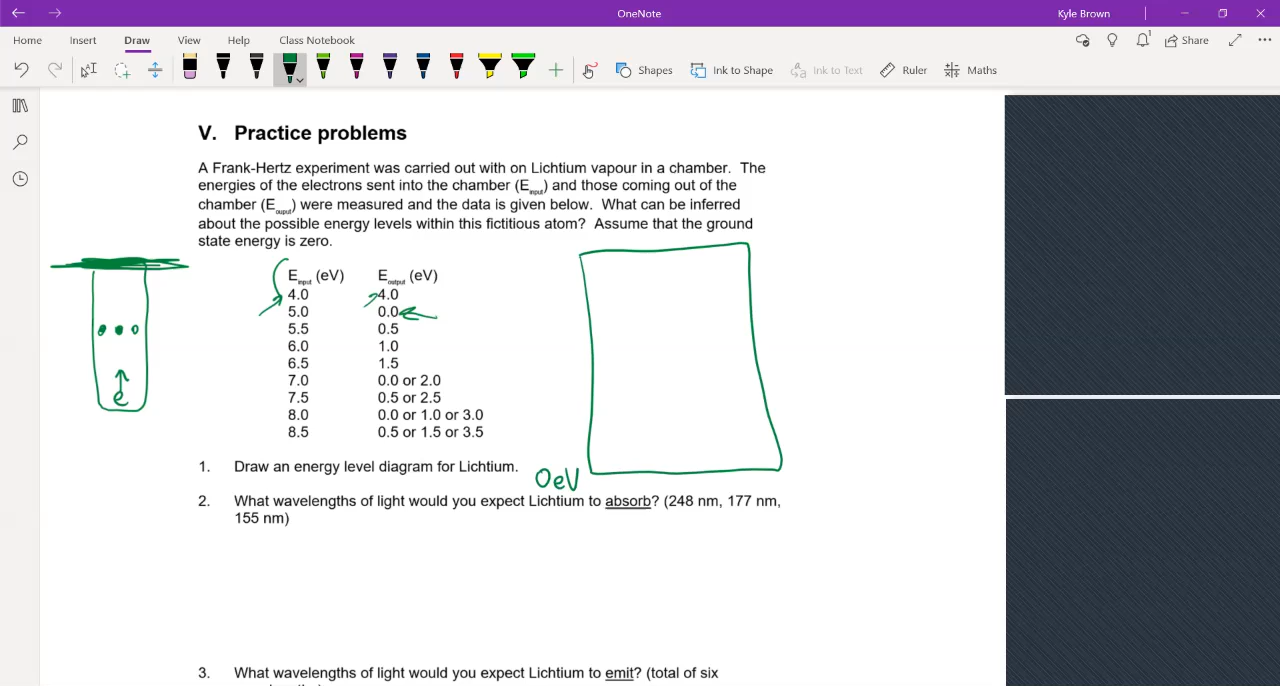 OneNote
Kyle Brown
Home Insert Draw View Help Class Notebook
Share
Shapes Ink to Shape Ink to Text Ruler Maths
V. Practice problems
A Frank-Hertz experiment was carried out with on Lichtium vapour in a chamber. The
energies of the electrons sent into the chamber (Einput) and those coming out of the
chamber (Eouput) were measured and the data is given below. What can be inferred
about the possible energy levels within this fictitious atom? Assume that the ground
state energy is zero.
Einput (eV) Eoutput (eV)
4.0 4.0
5.0 0.0
5.5 0.5
6.0 1.0
6.5 1.5
7.0 0.0 or 2.0
7.5 0.5 or 2.5
8.0 0.0 or 1.0 or 3.0
8.5 0.5 or 1.5 or 3.5
e
1. Draw an energy level diagram for Lichtium.
0eV
2. What wavelengths of light would you expect Lichtium to absorb? (248 nm, 177 nm,
155 nm)
3. What wavelengths of light would you expect Lichtium to emit? (total of six